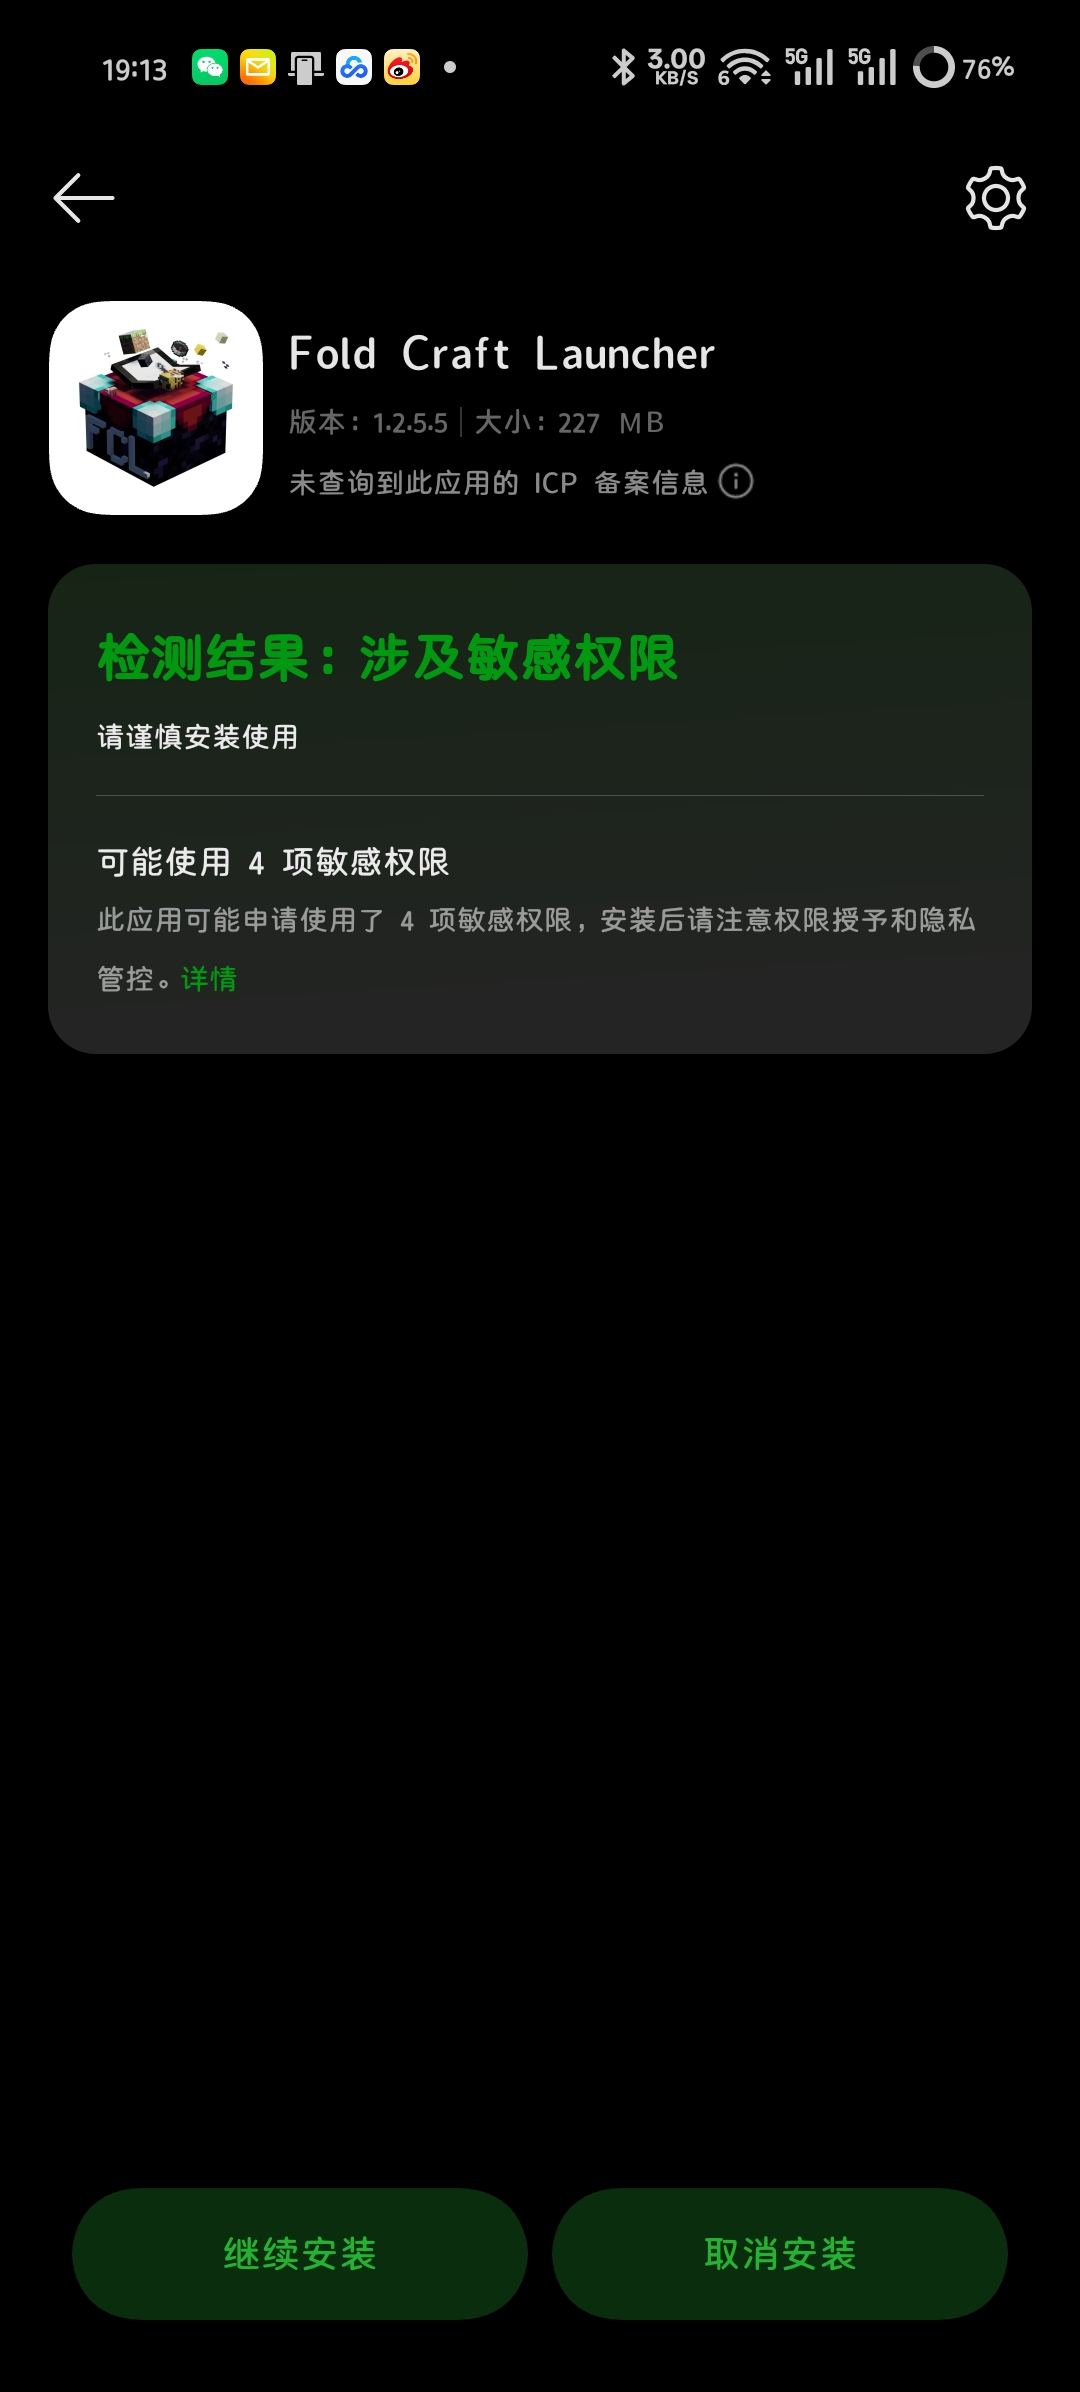 19:13
3.00 KB/S 6 5G 5G 76%
FCL
Fold Craft Launcher
版本：1.2.5.5 大小：227 MB
未查询到此应用的 ICP 备案信息
检测结果：涉及敏感权限
请谨慎安装使用
可能使用 4 项敏感权限
此应用可能申请使用了 4 项敏感权限，安装后请注意权限授予和隐私
管控。详情
继续安装 取消安装